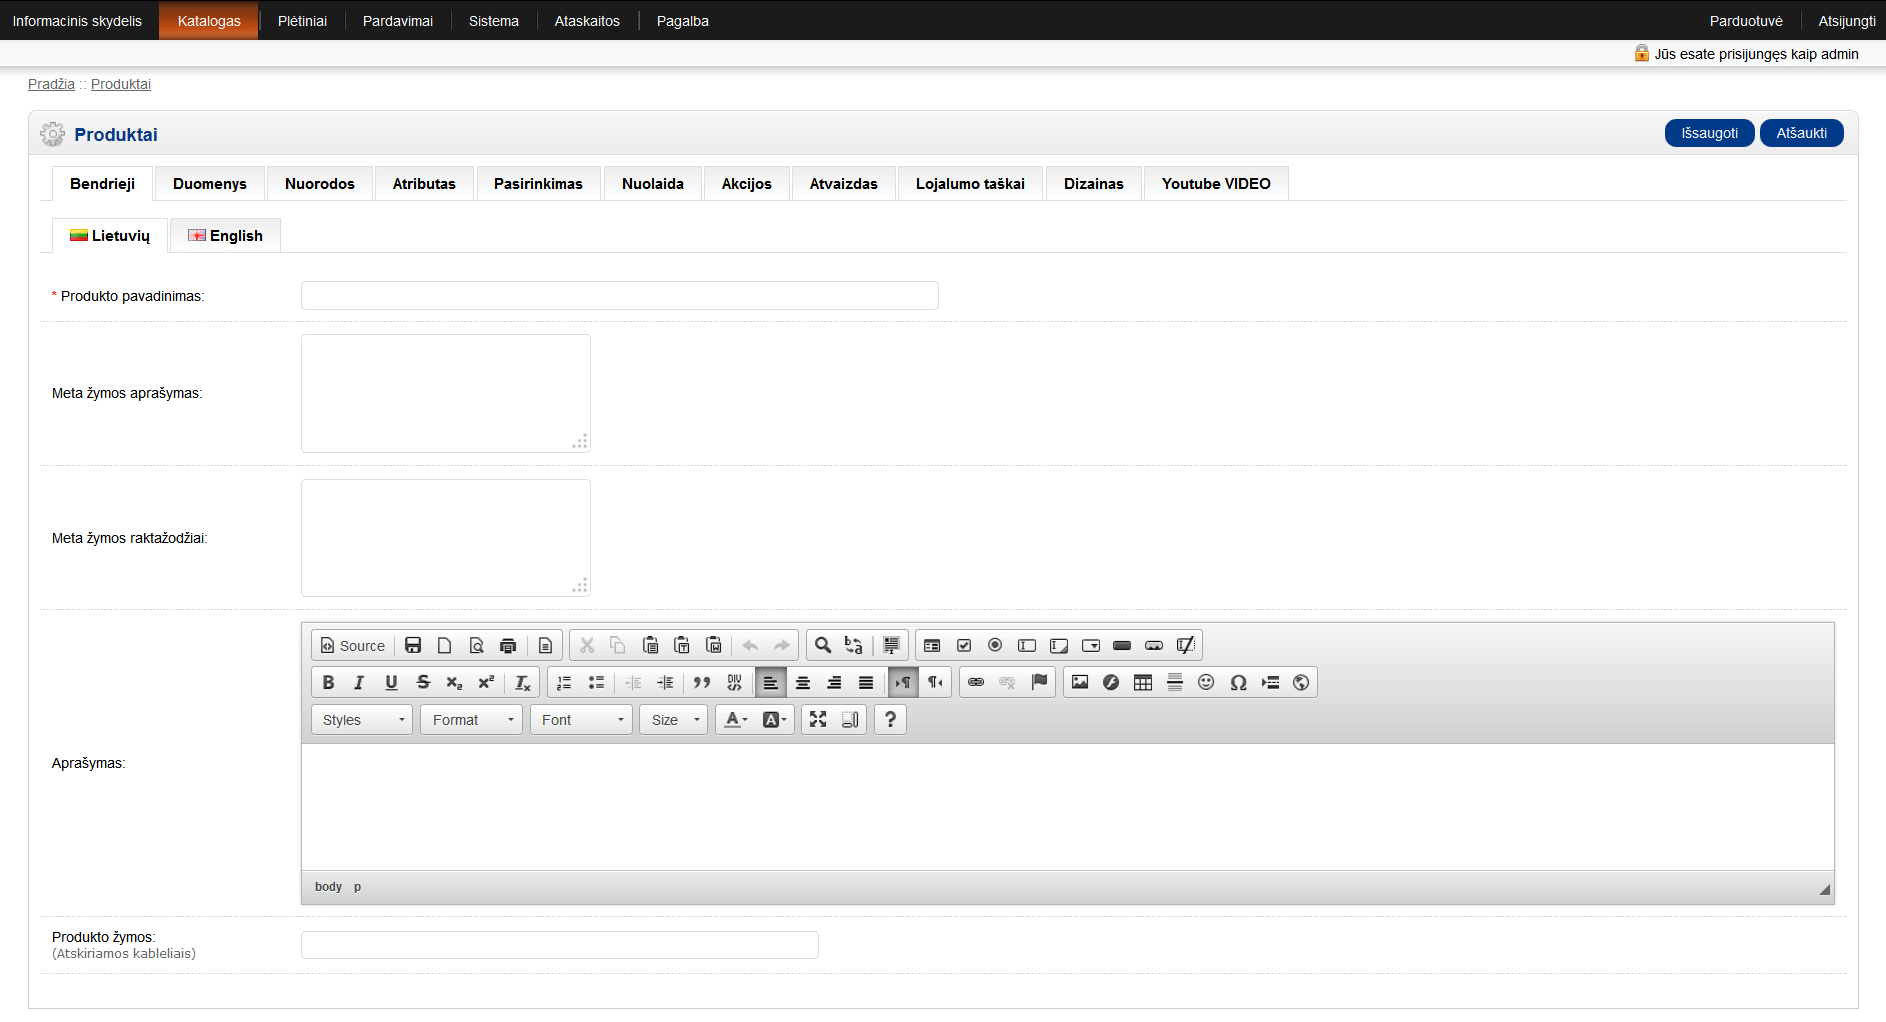 Informacinis skydelis Katalogas Plėtiniai Pardavimai Sistema Ataskaitos Pagalba Parduotuvė Atsijungti
Jūs esate prisijungęs kaip admin
Pradžia :: Produktai
Produktai Išsaugoti Atšaukti
Bendrieji Duomenys Nuorodos Atributas Pasirinkimas Nuolaida Akcijos Atvaizdas Lojalumo taškai Dizainas Youtube VIDEO
Lietuvių English
* Produkto pavadinimas:
Meta žymos aprašymas:
Meta žymos raktažodžiai:
Source
Styles Format Font Size
Aprašymas:
body p
Produkto žymos:
(Atskiriamos kableliais)